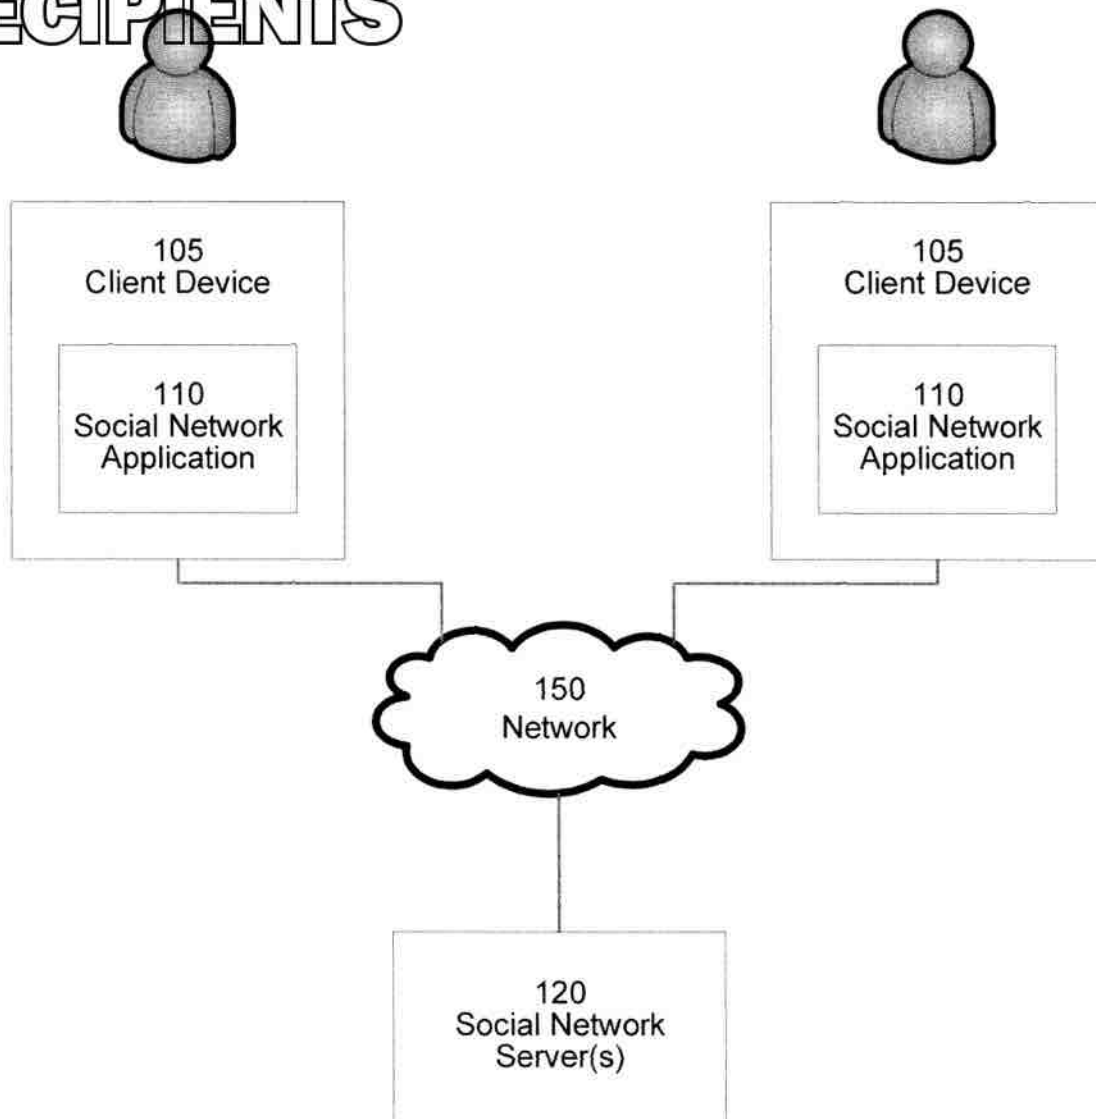 ECIPIENTS
105
Client Device
110
Social Network
Application
105
Client Device
110
Social Network
Application
150
Network
120
Social Network
Server(s)